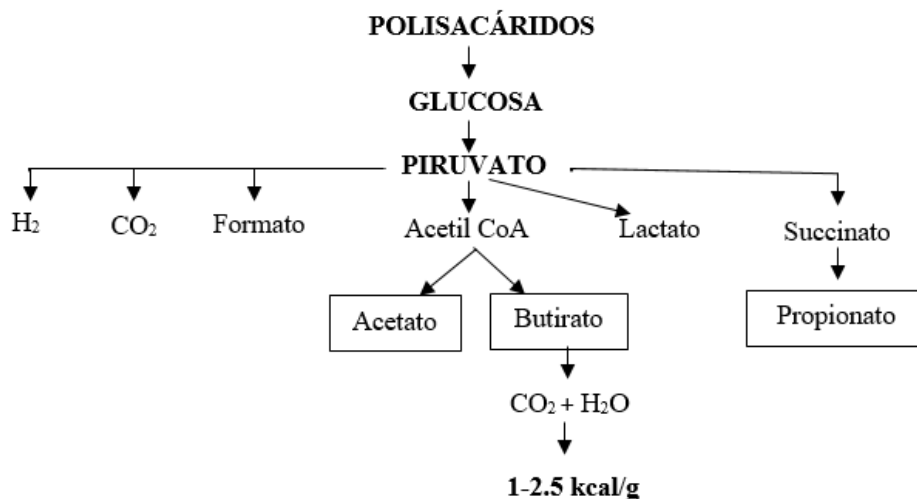 POLISACÁRIDOS
GLUCOSA
PIRUVATO
H₂
CO₂
Formato
Acetil CoA
Lactato
Succinato
Acetato
Butirato
Propionato
CO₂ + H₂O
1-2.5 kcal/g